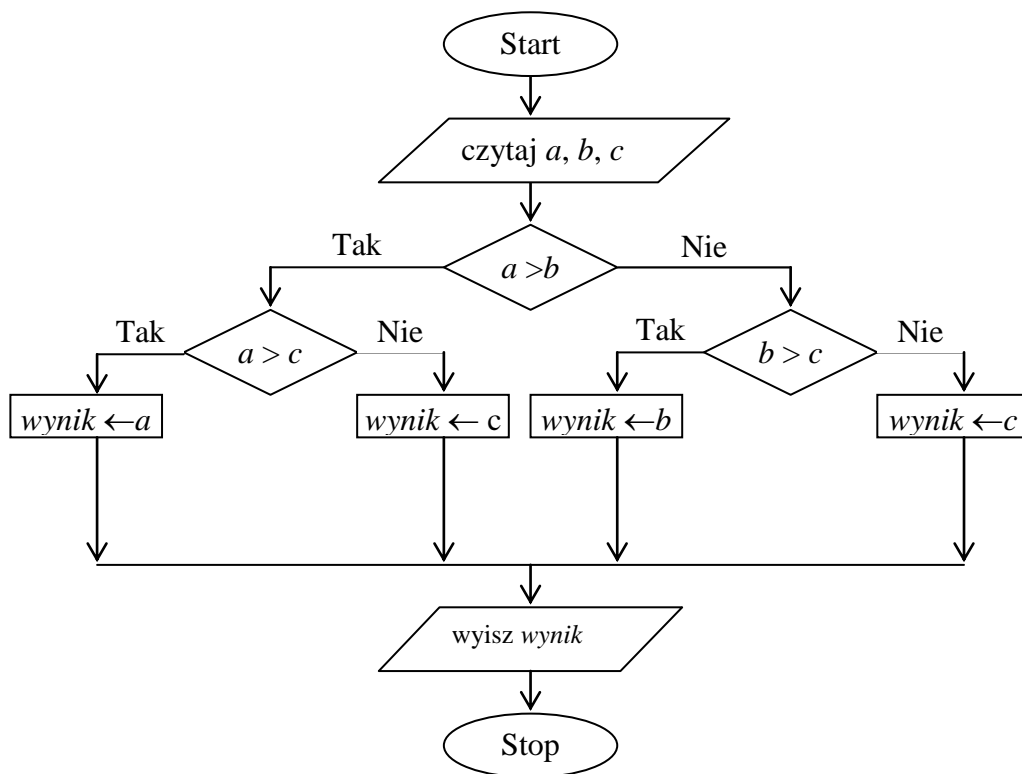 Start
czytaj a, b, c
Tak
a >b
Nie
Tak
a > c
Nie
Tak
b > c
Nie
wynik ←a
wynik ← c
wynik ←b
wynik ←c
wyisz wynik
Stop